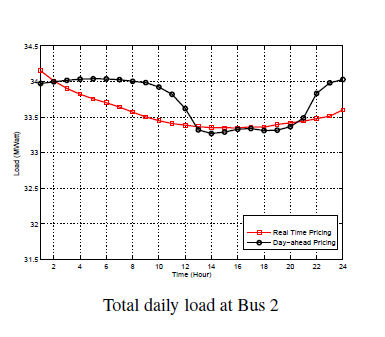 34.5
34
33.5
33
32.5
32
31.5
Load (MWatt)
2 4 6 8 10 12 14 16 18 20 22 24
Time (Hour)
Real Time Pricing
Day-ahead Pricing
Total daily load at Bus 2